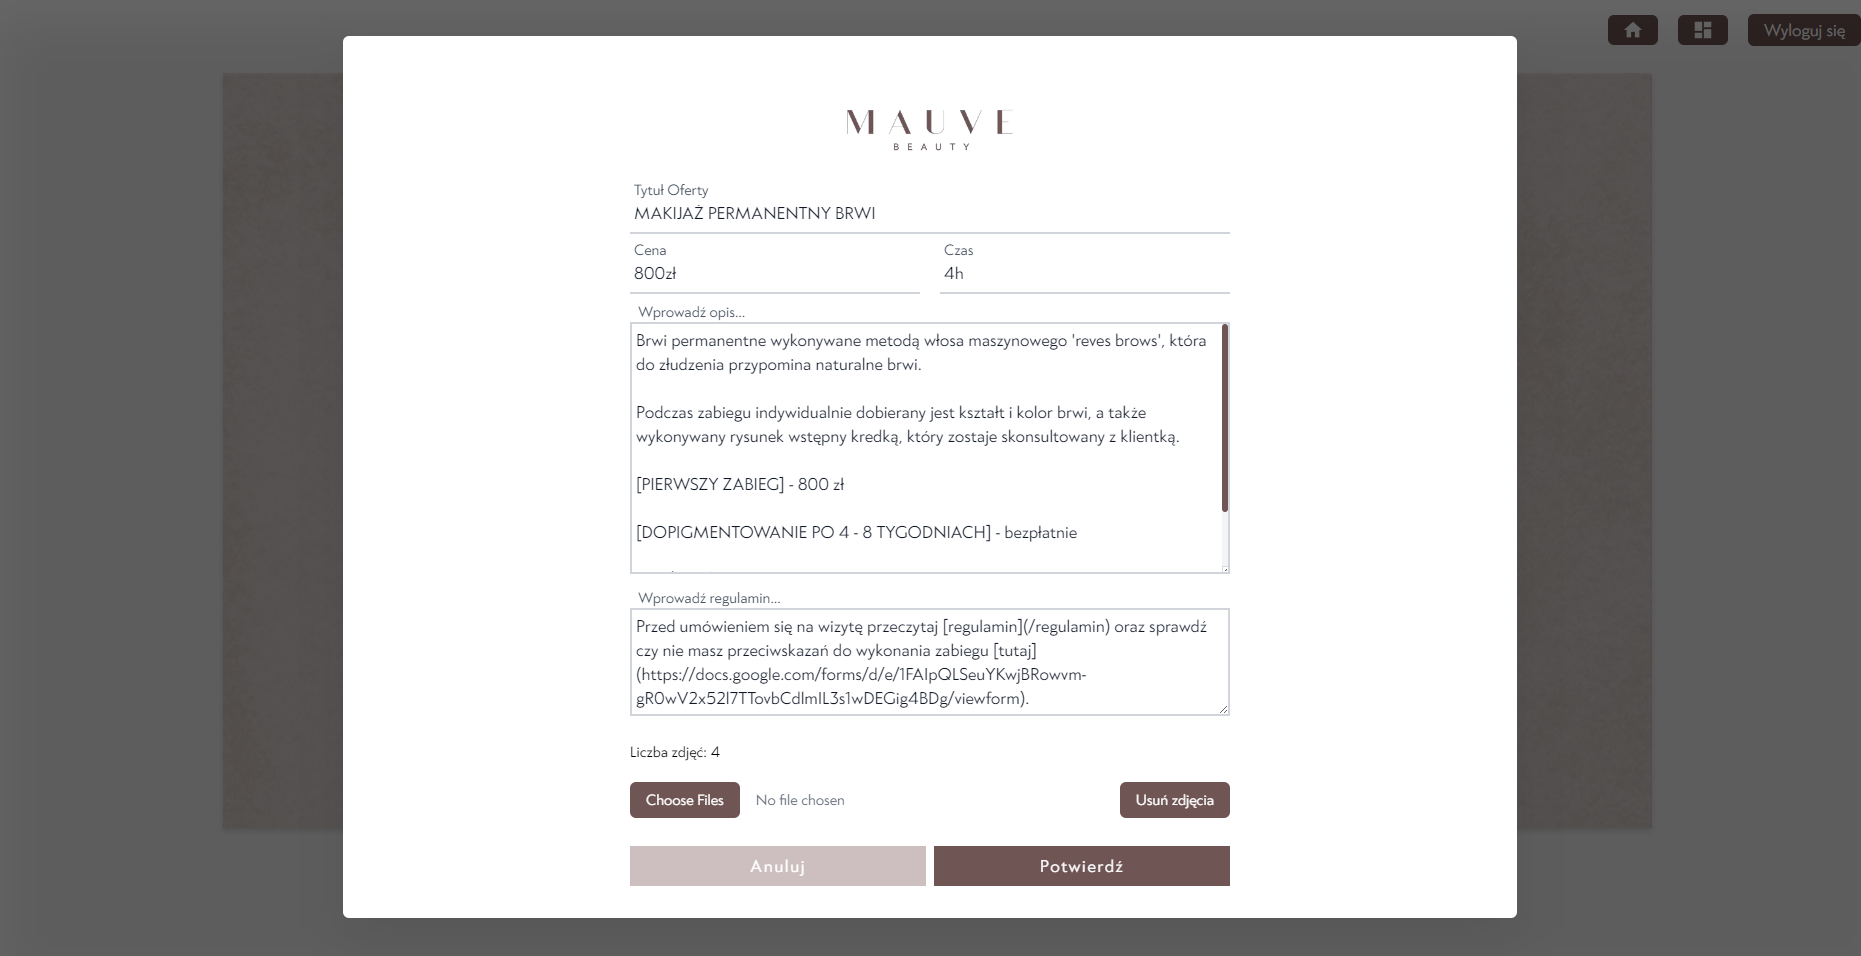 Wyloguj się
MAUVE
BEAUTY
Tytuł Oferty
MAKIJAŻ PERMANENTNY BRWI
Cena
Czas
800zł
4h
Wprowadź opis...
Brwi permanentne wykonywane metodą włosa maszynowego 'reves brows', która
do złudzenia przypomina naturalne brwi.
Podczas zabiegu indywidualnie dobierany jest kształt i kolor brwi, a także
wykonywany rysunek wstępny kredką, który zostaje skonsultowany z klientką.
[PIERWSZY ZABIEG] - 800 zł
[DOPIGMENTOWANIE PO 4 - 8 TYGODNIACH] - bezpłatnie
Wprowadź regulamin...
Przed umówieniem się na wizytę przeczytaj [regulamin](/regulamin) oraz sprawdź
czy nie masz przeciwskazań do wykonania zabiegu [tutaj]
(https://docs.google.com/forms/d/e/1FAIpQLSeuYKwjBRowvm-
gR0wV2x52I7TTovbCdlmIL3s1wDEGig4BDg/viewform).
Liczba zdjęć: 4
Choose Files
No file chosen
Usuń zdjęcia
Anuluj
Potwierdź